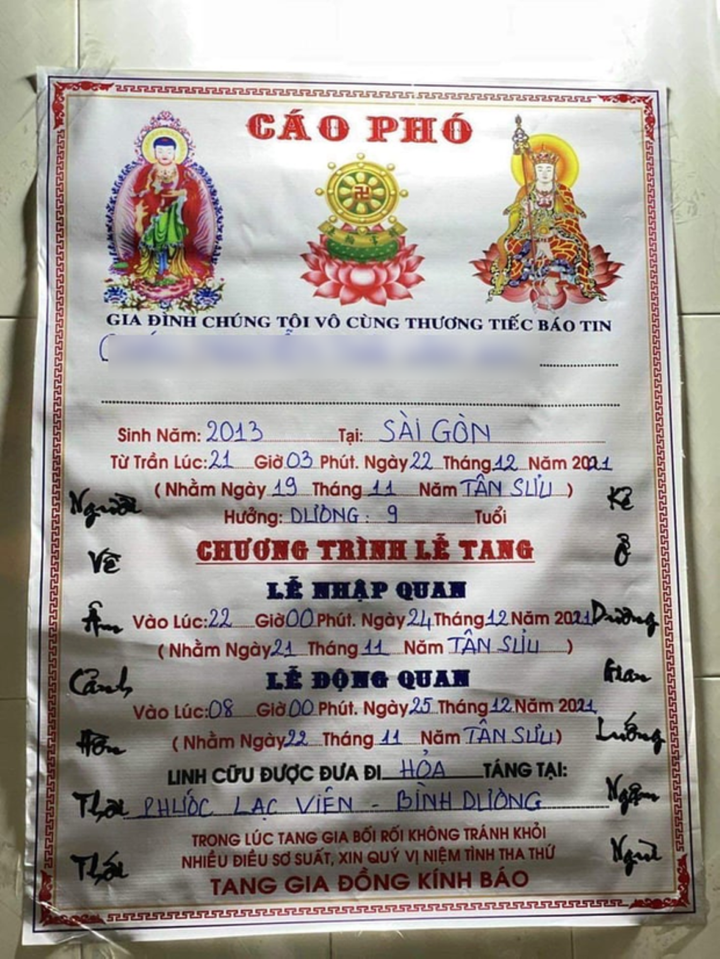 CÁO PHÓ
GIA ĐÌNH CHÚNG TÔI VÔ CÙNG THƯƠNG TIẾC BÁO TIN
Sinh Năm: 2013 Tại: SÀI GÒN
Từ Trần Lúc: 21 Giờ 03 Phút. Ngày 22 Tháng 12 Năm 2021
( Nhằm Ngày 19 Tháng 11 Năm TÂN SỬU )
Hưởng: DƯƠNG: 9 Tuổi
CHƯƠNG TRÌNH LỄ TANG
LỄ NHẬP QUAN
Vào Lúc: 22 Giờ 00 Phút. Ngày 24 Tháng 12 Năm 2021
( Nhằm Ngày 21 Tháng 11 Năm TÂN SỬU )
LỄ ĐỘNG QUAN
Vào Lúc: 08 Giờ 00 Phút. Ngày 25 Tháng 12 Năm 2021
( Nhằm Ngày 22 Tháng 11 Năm TÂN SỬU )
LINH CỮU ĐƯỢC ĐƯA ĐI HỎA TÁNG TẠI:
PHƯỚC LẠC VIÊN - BÌNH DƯƠNG
TRONG LÚC TANG GIA BỐI RỐI KHÔNG TRÁNH KHỎI
NHIỀU ĐIỀU SƠ SUẤT, XIN QUÝ VỊ NIỆM TÌNH THA THỨ
TANG GIA ĐỒNG KÍNH BÁO
Người
Về
Âm
Cảnh
Hồn
Thai
Thái
Kẻ
Ở
Dương
Gian
Luống
Ngậm
Ngùi